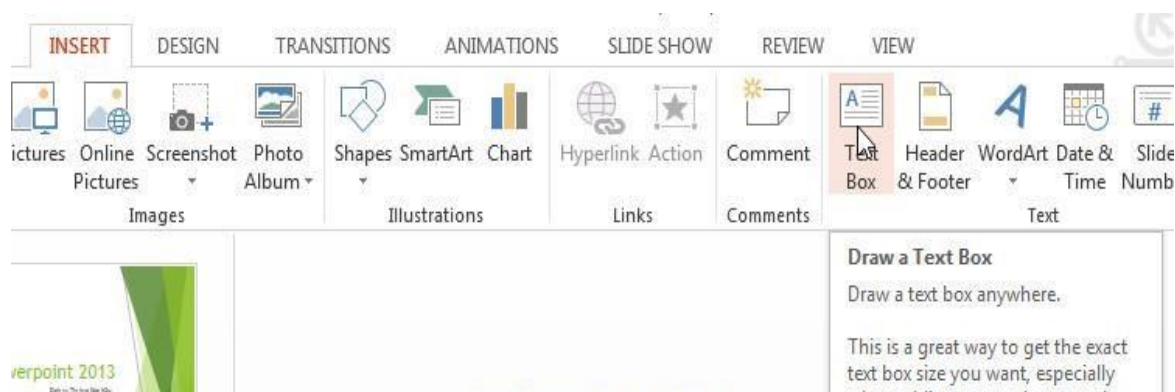 INSERT DESIGN TRANSITIONS ANIMATIONS SLIDE SHOW REVIEW VIEW
ictures Online Screenshot Photo Shapes SmartArt Chart Hyperlink Action Comment Text Header WordArt Date & Slide
Pictures Album Box & Footer Time Numb
Images Illustrations Links Comments Text
Draw a Text Box
Draw a text box anywhere.
This is a great way to get the exact
text box size you want, especially
verpoint 2013